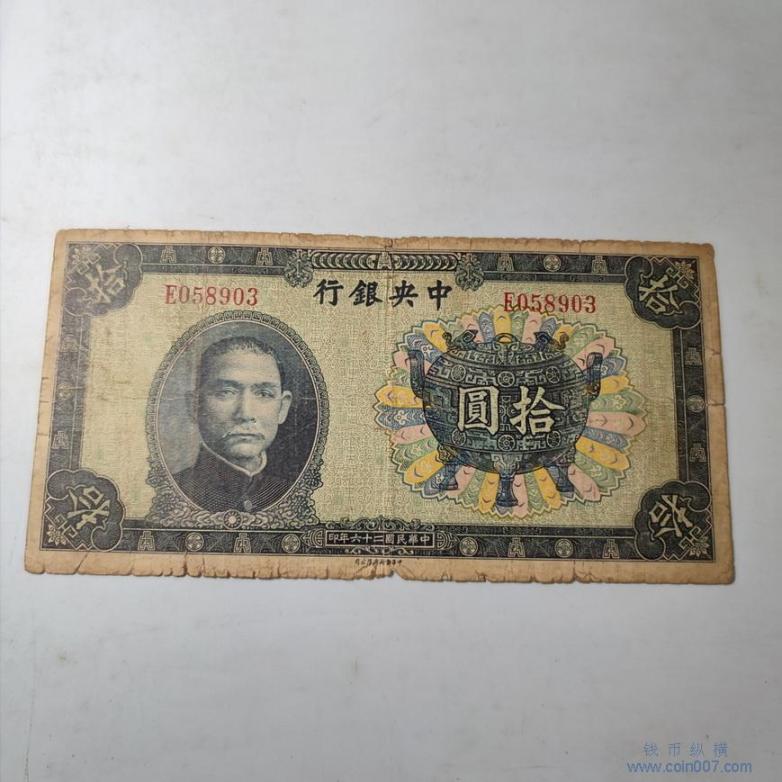 拾
拾
E058903
行銀央中
E058903
圓拾
拾
拾
印年六十二國民華中
钱币纵横
www.coin007.com